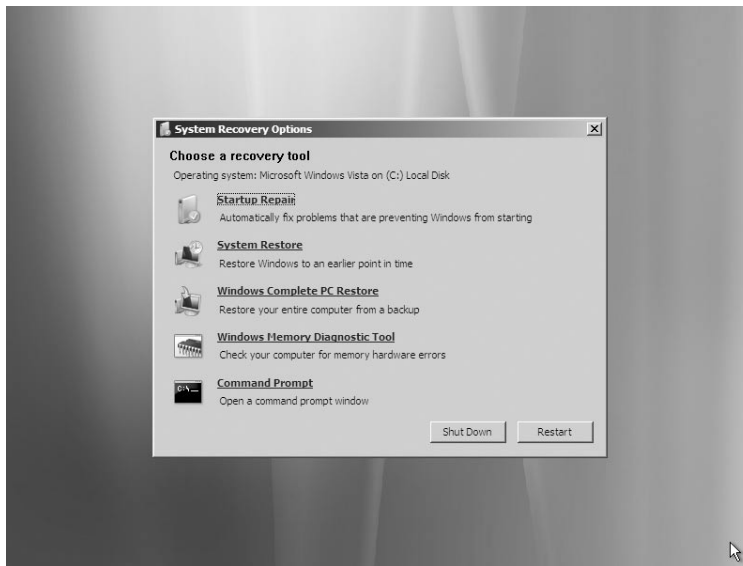 System Recovery Options
Choose a recovery tool
Operating system: Microsoft Windows Vista on (C:) Local Disk
Startup Repair
Automatically fix problems that are preventing Windows from starting
System Restore
Restore Windows to an earlier point in time
Windows Complete PC Restore
Restore your entire computer from a backup
Windows Memory Diagnostic Tool
Check your computer for memory hardware errors
C:\_
Command Prompt
Open a command prompt window
Shut Down
Restart